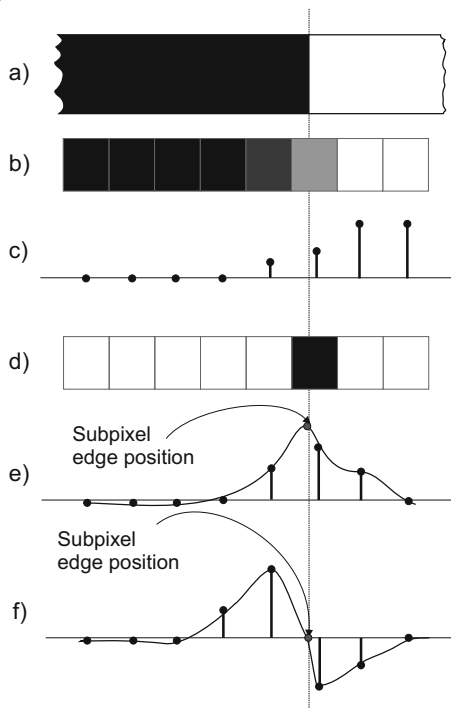 a)
b)
c)
d)
Subpixel
edge position
e)
Subpixel
edge position
f)